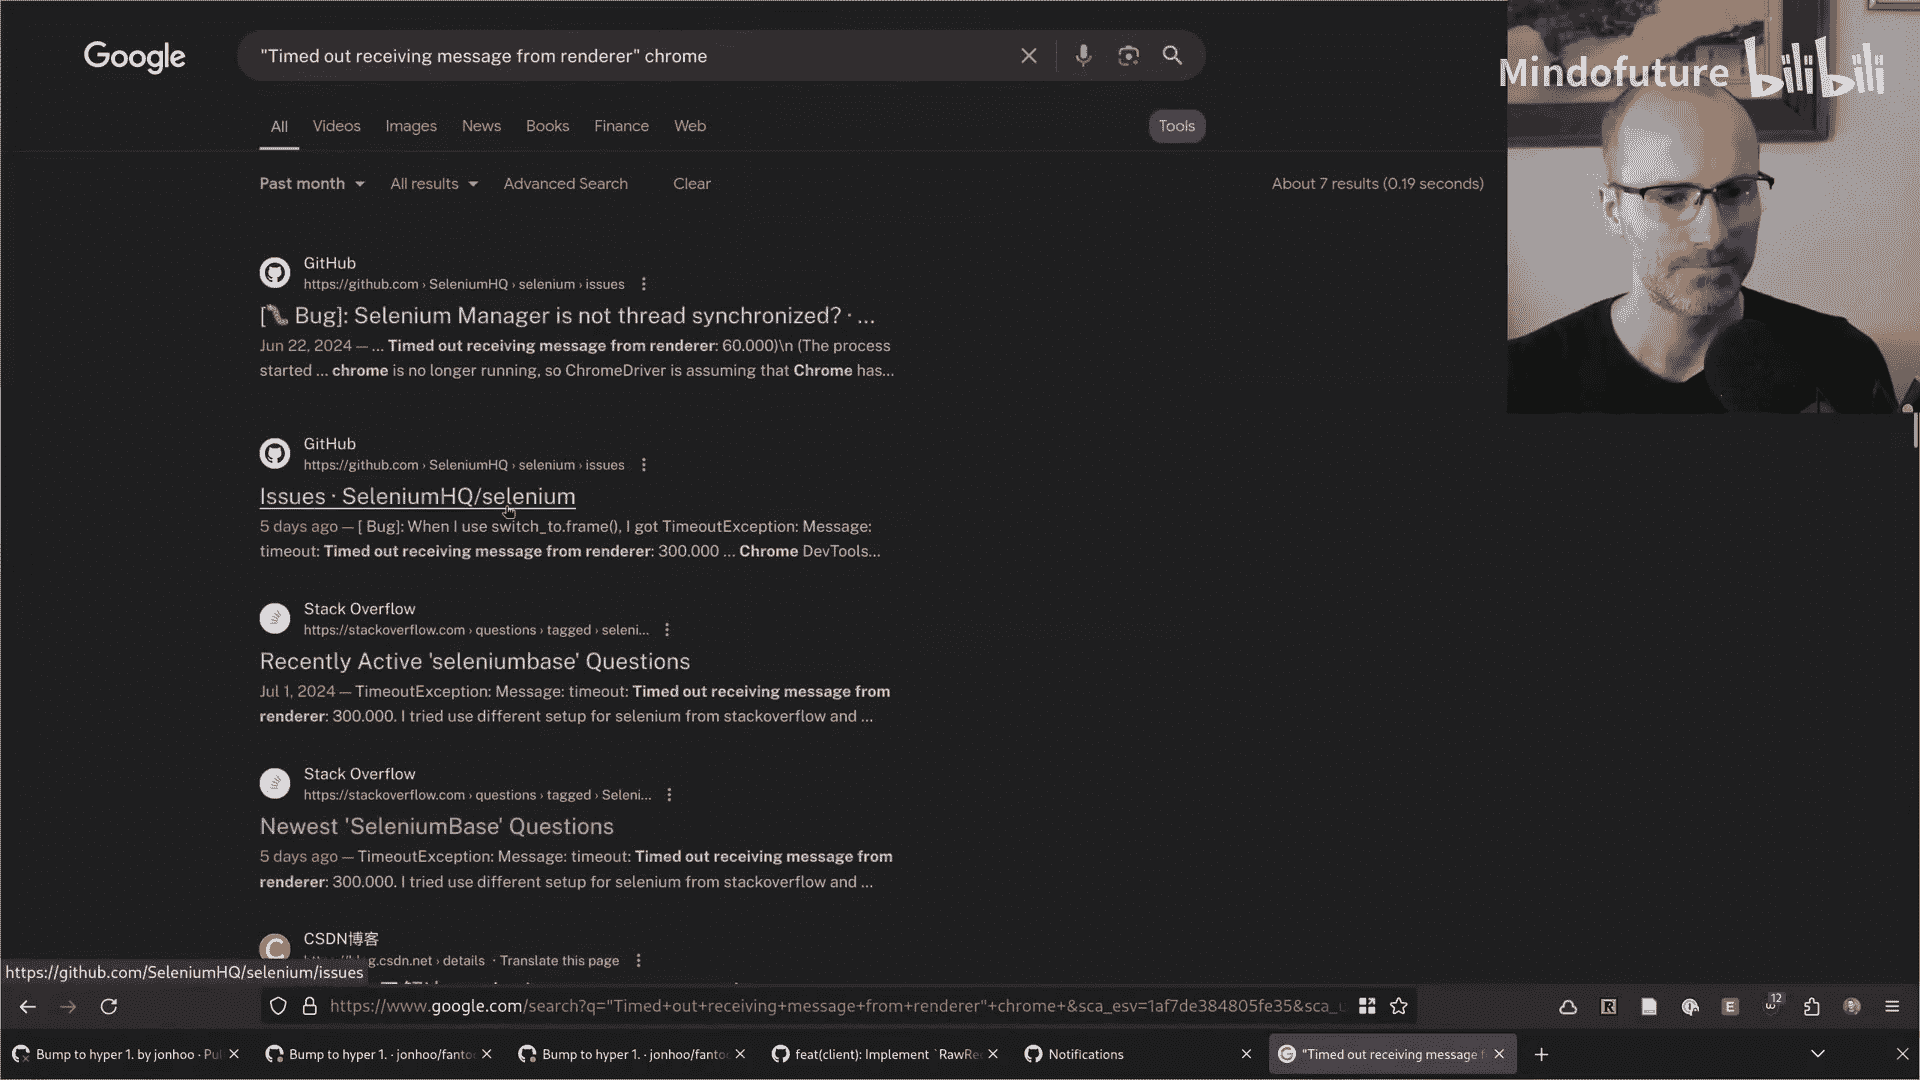 Google
"Timed out receiving message from renderer" chrome
Mindofuture bilibili
All Videos Images News Books Finance Web Tools
Past month All results Advanced Search Clear About 7 results (0.19 seconds)
GitHub
https://github.com › SeleniumHQ › selenium › issues
[🐛 Bug]: Selenium Manager is not thread synchronized? · ...
Jun 22, 2024 — ... Timed out receiving message from renderer: 60.000)\n (The process
started ... chrome is no longer running, so ChromeDriver is assuming that Chrome has...
GitHub
https://github.com › SeleniumHQ › selenium › issues
Issues · SeleniumHQ/selenium
5 days ago — [ Bug]: When I use switch_to.frame(), I got TimeoutException: Message:
timeout: Timed out receiving message from renderer: 300.000 ... Chrome DevTools...
Stack Overflow
https://stackoverflow.com › questions › tagged › seleni...
Recently Active 'seleniumbase' Questions
Jul 1, 2024 — TimeoutException: Message: timeout: Timed out receiving message from
renderer: 300.000. I tried use different setup for selenium from stackoverflow and ...
Stack Overflow
https://stackoverflow.com › questions › tagged › Seleni...
Newest 'SeleniumBase' Questions
5 days ago — TimeoutException: Message: timeout: Timed out receiving message from
renderer: 300.000. I tried use different setup for selenium from stackoverflow and ...
CSDN博客
g.csdn.net › details · Translate this page
https://github.com/SeleniumHQ/selenium/issues
https://www.google.com/search?q="Timed+out+receiving+message+from+renderer"+chrome+&sca_esv=1af7de384805fe35&sca_
12
Bump to hyper 1. by jonhoo · Pul Bump to hyper 1. · jonhoo/fanto Bump to hyper 1. · jonhoo/fanto feat(client): Implement `RawRe Notifications "Timed out receiving message f